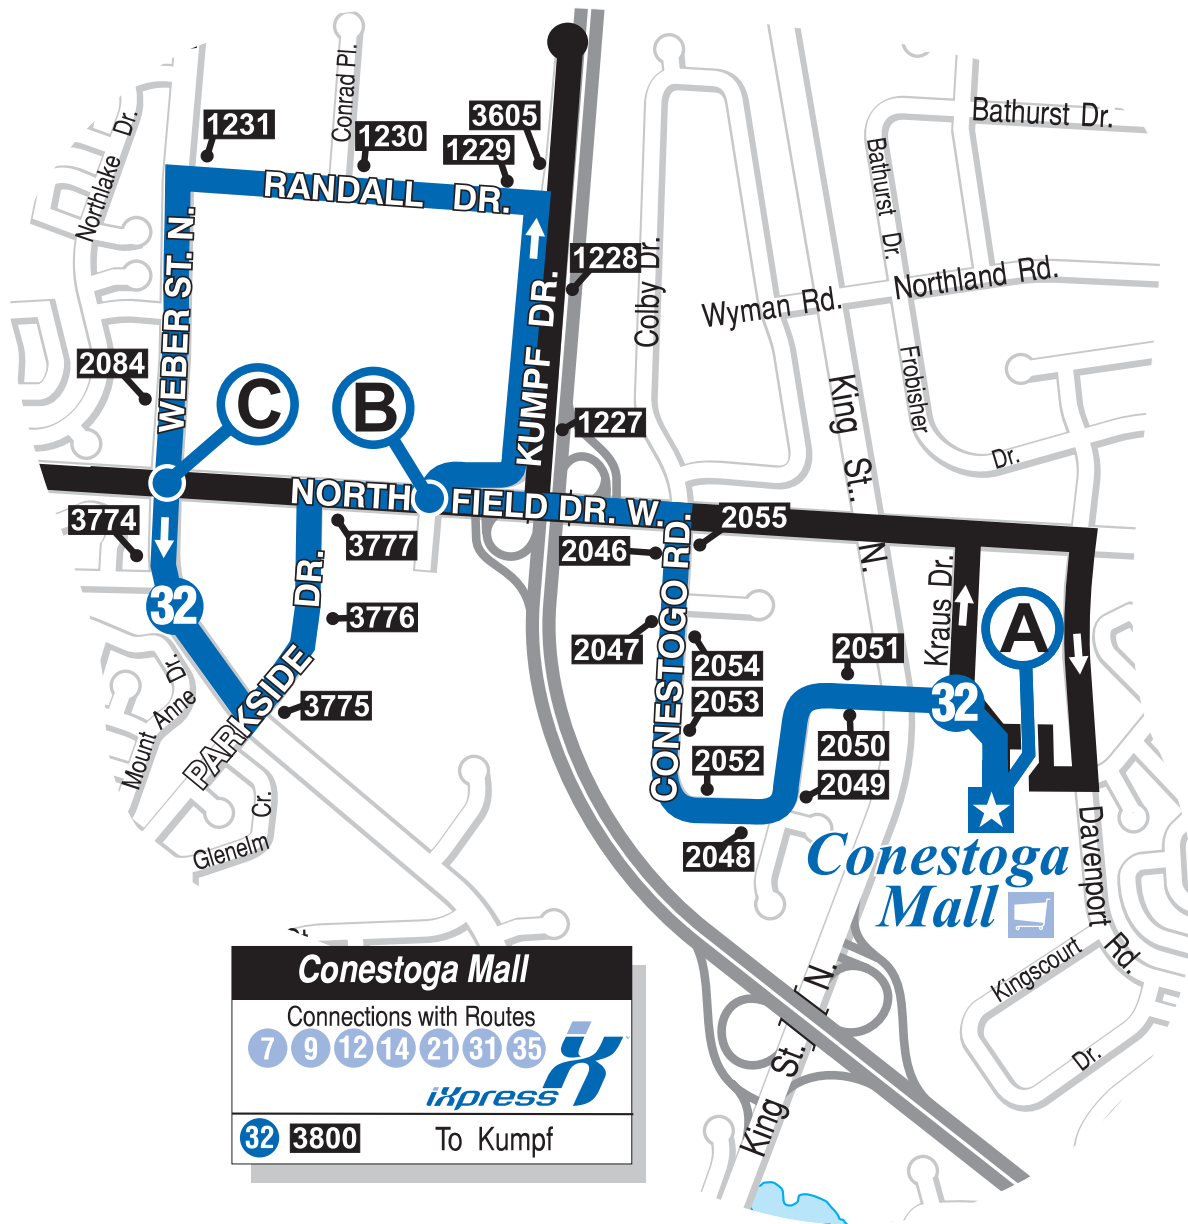 Conrad Pl.
Northlake Dr.
1231
1230
3605
1229
Bathurst Dr.
Bathurst Dr.
RANDALL DR.
WEBER ST. N.
KUMPF DR.
1228
Colby Dr.
Wyman Rd.
Northland Rd.
2084
C
B
1227
King St. N.
Frobisher Dr.
NORTHFIELD DR. W.
3774
3777
2046
2055
CONESTOGO RD.
DR.
32
3776
2047
2054
2051
Kraus Dr.
A
Mount Anne Dr.
PARKSIDE
3775
2053
2050
32
2052
2049
2048
Glenelm Cr.
Conestoga
Mall
Davenport Rd.
Kingscourt Dr.
King St. N.
Conestoga Mall
Connections with Routes
7 9 12 14 21 31 35
iX
iXpress
32 3800 To Kumpf